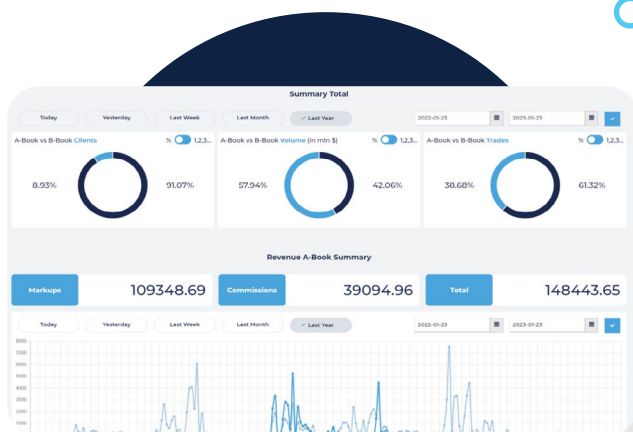 Summary Total
Today Yesterday Last Week Last Month ✓ Last Year 2022-01-23 2023-01-23
A-Book vs B-Book Clients % 1,2,3... A-Book vs B-Book Volume (in mln $) % 1,2,3... A-Book vs B-Book Trades % 1,2,3...
8.93% 91.07% 57.94% 42.06% 38.68% 61.32%
Revenue A-Book Summary
Markups 109348.69 Commissions 39094.96 Total 148443.65
Today Yesterday Last Week Last Month ✓ Last Year 2022-01-23 2023-01-23
8000
7000
6000
5000
4000
3000
2000
1000